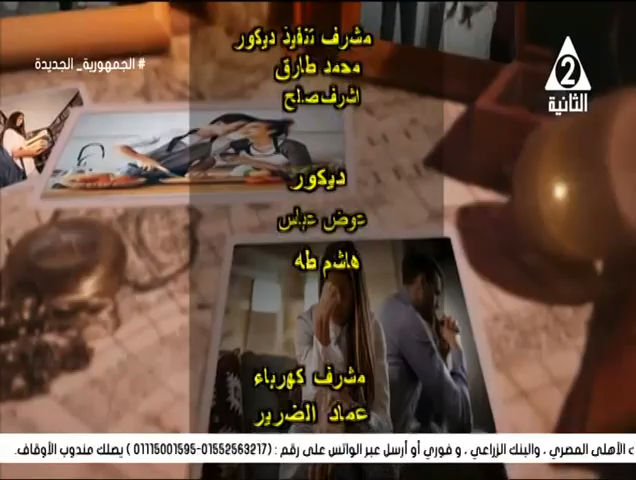 مشرف تنفيذ ديكور
#الجمهورية_الجديدة
محمد طارق
2
الثانية
اشرف صالح
ديكور
عوض عباس
هاشم طه
مشرف كهرباء
عماد الضرير
الأهلى المصري ، والبنك الزراعي ، و فوري أو أرسل عبر الواتس على رقم : (01552563217-01115001595 ) يصلك مندوب الأوقاف.